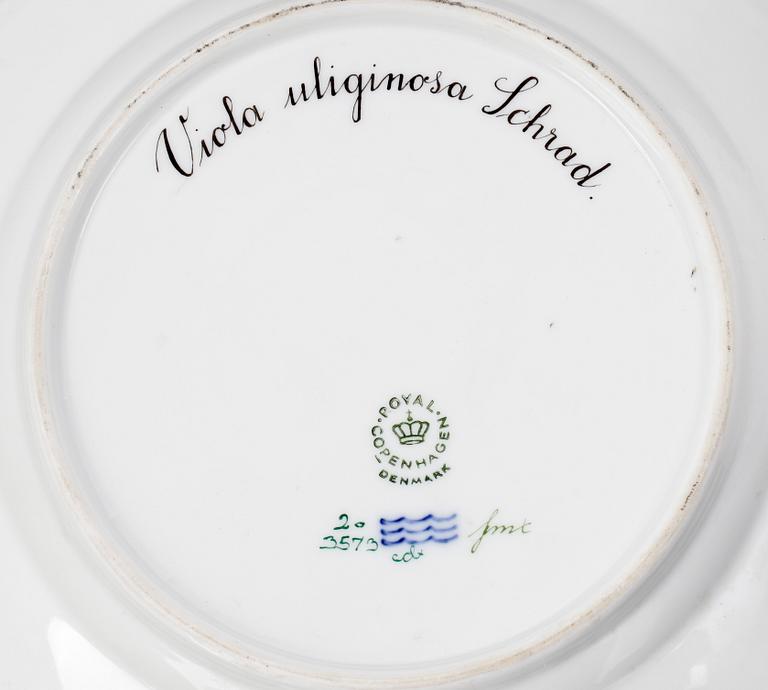 Viola uliginosa Schrad.
ROYAL
COPENHAGEN
DENMARK
20
3573